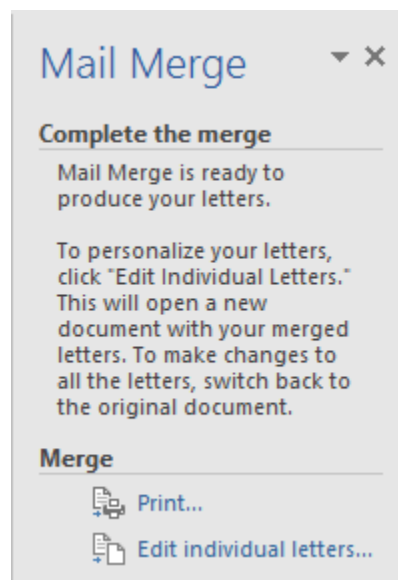 Mail Merge
Complete the merge
Mail Merge is ready to
produce your letters.
To personalize your letters,
click "Edit Individual Letters."
This will open a new
document with your merged
letters. To make changes to
all the letters, switch back to
the original document.
Merge
Print...
Edit individual letters...